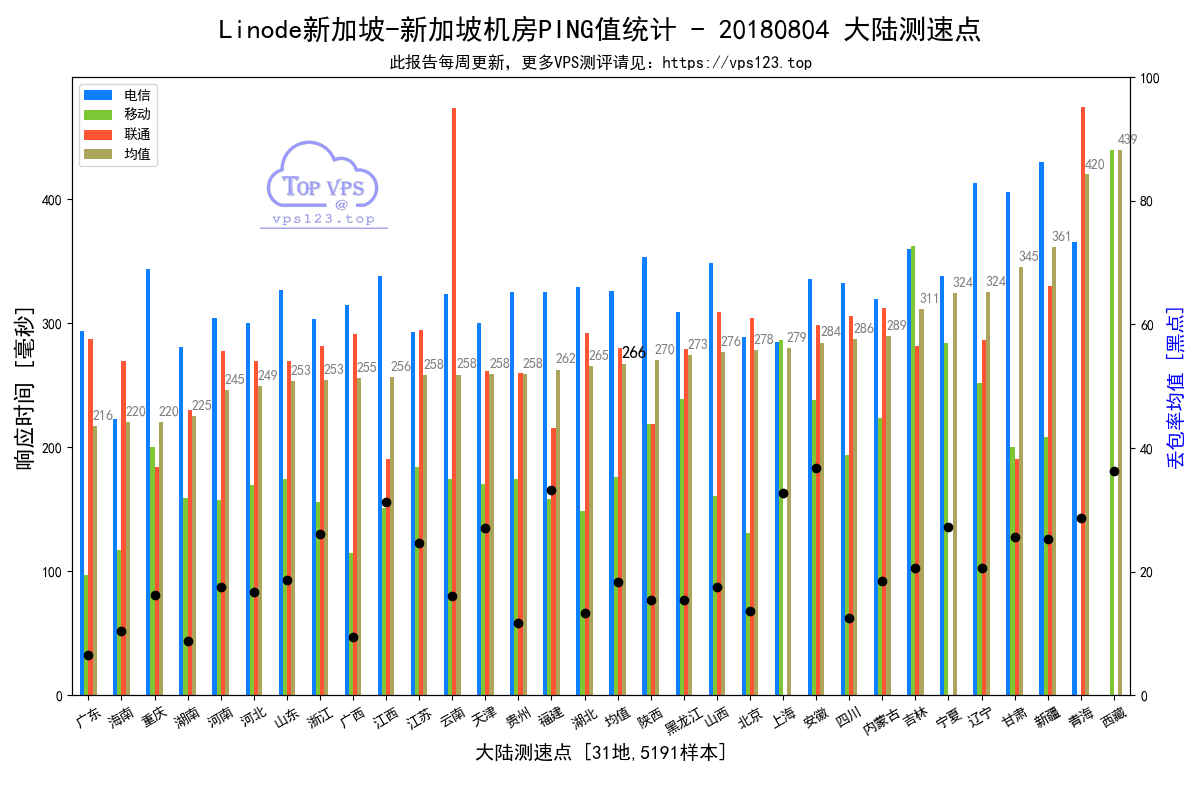 Linode新加坡-新加坡机房PING值统计 - 20180804 大陆测速点
此报告每周更新，更多VPS测评请见：https://vps123.top
电信
移动
联通
均值
TOP VPS
@
vps123.top
响应时间 [毫秒]
400
300
200
100
0
100
80
60
40
20
0
丢包率均值 [黑点]
216 220 220 225 245 249 253 253 255 256 258 258 258 258 262 265 266 270 273 276 278 279 284 286 289 311 324 324 345 361 420 439
广东 海南 重庆 湖南 河南 河北 山东 浙江 广西 江西 江苏 云南 天津 贵州 福建 湖北 均值 陕西 黑龙江 山西 北京 上海 安徽 四川 内蒙古 吉林 宁夏 辽宁 甘肃 新疆 青海 西藏
大陆测速点 [31地,5191样本]